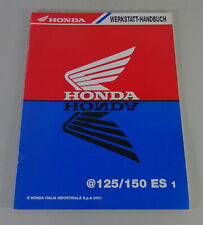 HONDA
WERKSTATT-HANDBUCH
HONDA
HONDA
@125/150 ES 1
© HONDA ITALIA INDUSTRIALE S.p.A 2001